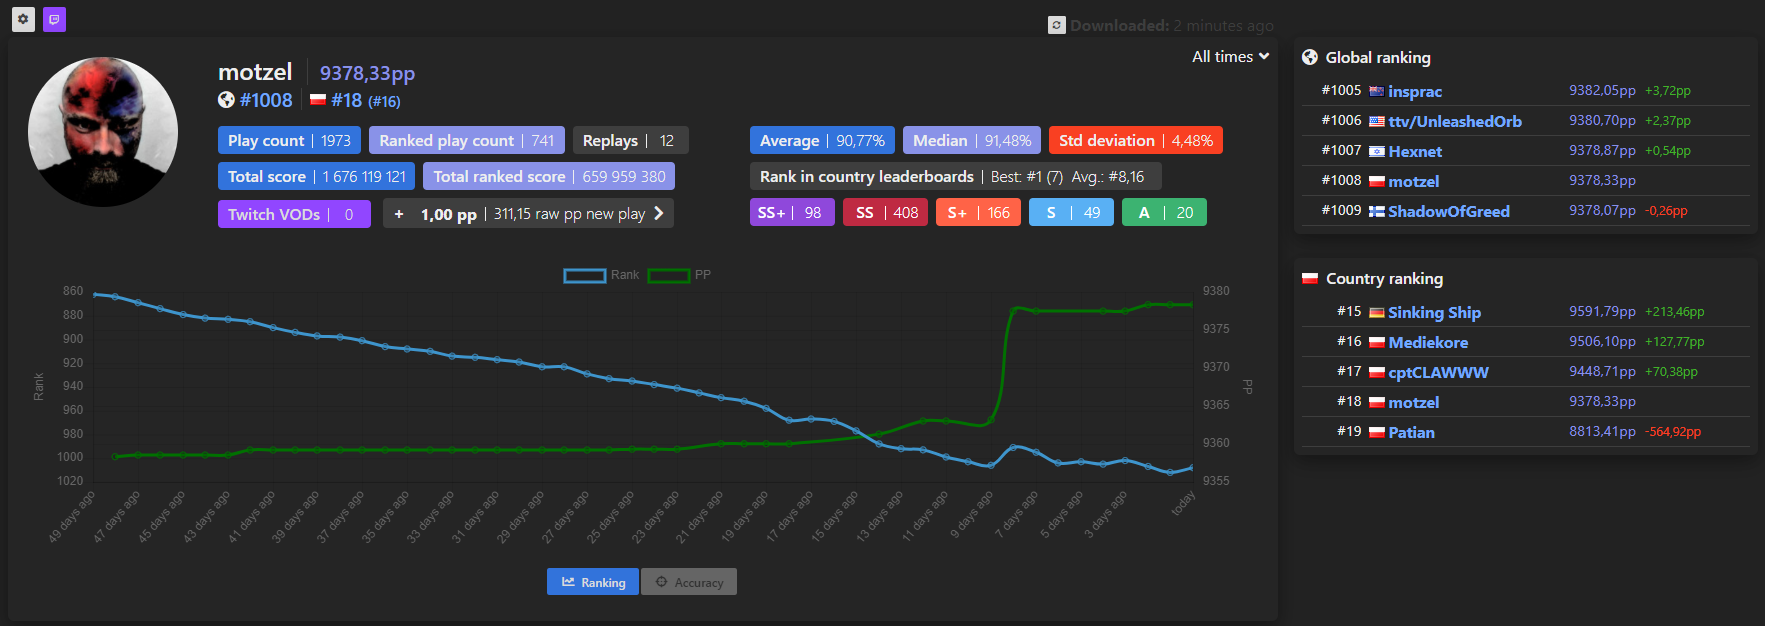 Downloaded: 2 minutes ago
All times
motzel 9378,33pp
#1008 #18 (#16)
Play count 1973 Ranked play count 741 Replays 12
Total score 1 676 119 121 Total ranked score 659 959 380
Twitch VODs 0 + 1,00 pp 311,15 raw pp new play
Average 90,77% Median 91,48% Std deviation 4,48%
Rank in country leaderboards Best: #1 (7) Avg.: #8,16
SS+ 98 SS 408 S+ 166 S 49 A 20
Rank PP
860
880
900
920
940
960
980
1000
1020
Rank
9380
9375
9370
9365
9360
9355
PP
49 days ago
47 days ago
45 days ago
43 days ago
41 days ago
39 days ago
37 days ago
35 days ago
33 days ago
31 days ago
29 days ago
27 days ago
25 days ago
23 days ago
21 days ago
19 days ago
17 days ago
15 days ago
13 days ago
11 days ago
9 days ago
7 days ago
5 days ago
3 days ago
today
Ranking Accuracy
Global ranking
#1005 insprac 9382,05pp +3,72pp
#1006 ttv/UnleashedOrb 9380,70pp +2,37pp
#1007 Hexnet 9378,87pp +0,54pp
#1008 motzel 9378,33pp
#1009 ShadowOfGreed 9378,07pp -0,26pp
Country ranking
#15 Sinking Ship 9591,79pp +213,46pp
#16 Mediekore 9506,10pp +127,77pp
#17 cptCLAWWW 9448,71pp +70,38pp
#18 motzel 9378,33pp
#19 Patian 8813,41pp -564,92pp